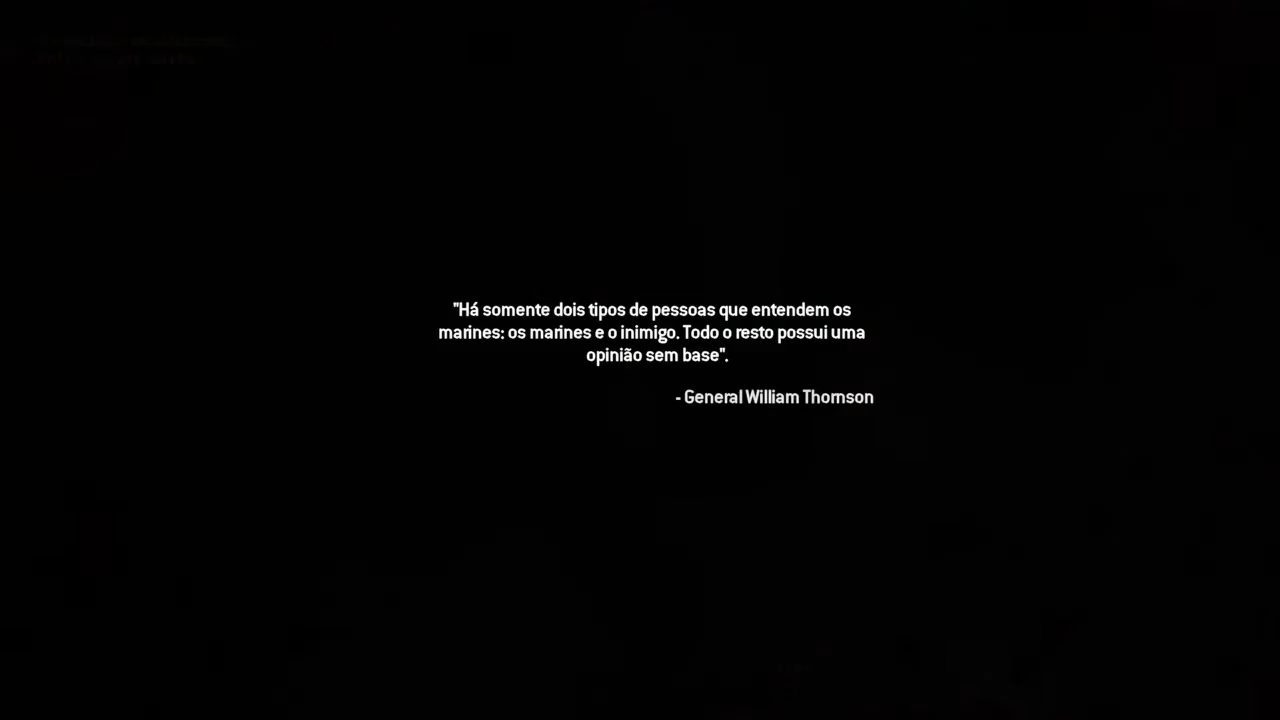 "Há somente dois tipos de pessoas que entendem os
marines: os marines e o inimigo. Todo o resto possui uma
opinião sem base".
- General William Thornson